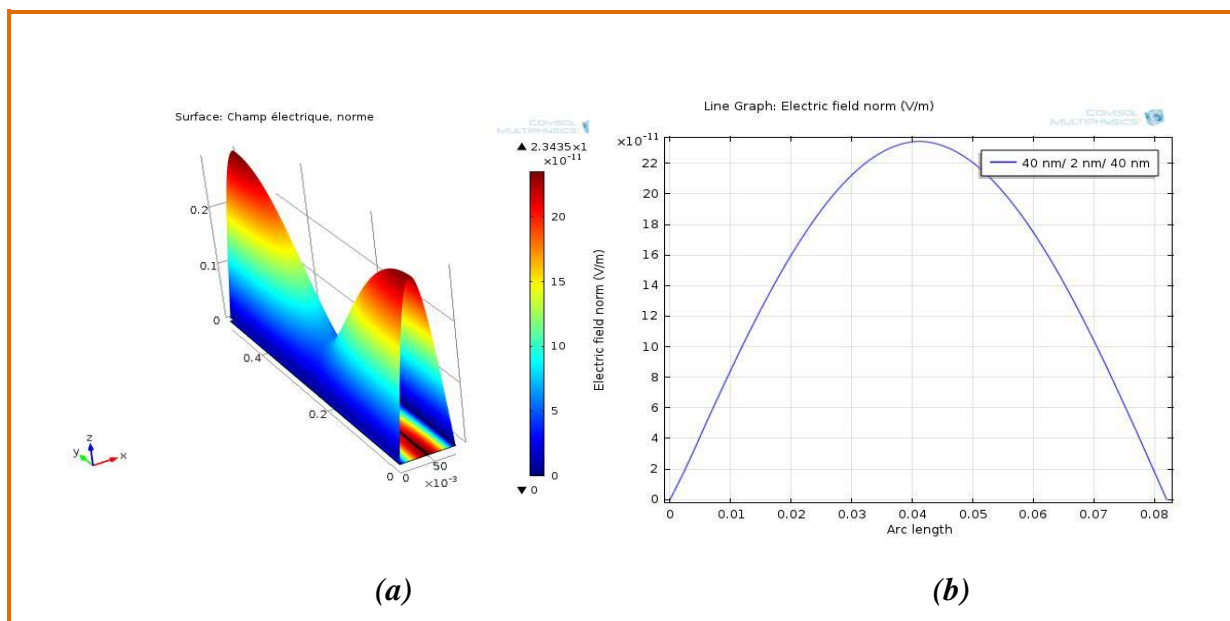 Surface: Champ électrique, norme
COMSOL
MULTIPHYSICS
▲ 2.3435×1
×10⁻¹¹
20
15
10
5
0
▼ 0
0.2
0.1
0
0.4
0.2
0
0
50
×10⁻³
z
y
x
(a)
Line Graph: Electric field norm (V/m)
COMSOL
MULTIPHYSICS
×10⁻¹¹
40 nm/ 2 nm/ 40 nm
Electric field norm (V/m)
22
20
18
16
14
12
10
8
6
4
2
0
0 0.01 0.02 0.03 0.04 0.05 0.06 0.07 0.08
Arc length
(b)